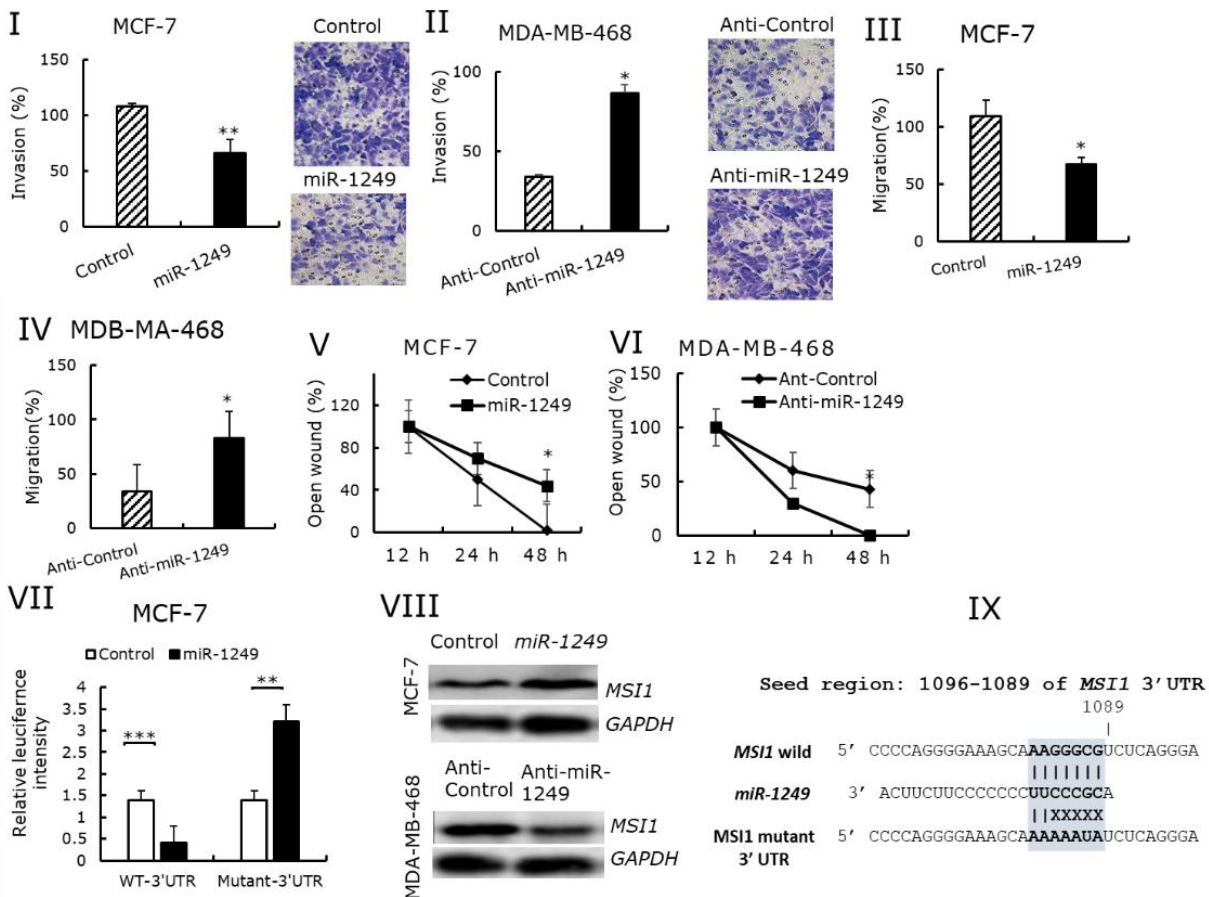 I
MCF-7
Invasion (%)
150
100
50
0
Control
miR-1249
**
Control
miR-1249
II
MDA-MB-468
Invasion (%)
100
50
0
Anti-Control
Anti-miR-1249
*
Anti-Control
Anti-miR-1249
III
MCF-7
Migration(%)
150
100
50
0
Control
miR-1249
*
IV
MDB-MA-468
Migration(%)
150
100
50
0
Anti-Control
Anti-miR-1249
*
V
MCF-7
Control
miR-1249
Open wound (%)
120
80
40
0
12 h 24 h 48 h
*
VI
MDA-MB-468
Ant-Control
Anti-miR-1249
Open wound (%)
150
100
50
0
12 h 24 h 48 h
*
VII
MCF-7
Control miR-1249
Relative leucifernce
intensity
4
3.5
3
2.5
2
1.5
1
0.5
0
***
**
WT-3'UTR Mutant-3'UTR
VIII
Control miR-1249
MCF-7
MSI1
GAPDH
Anti-
Control
Anti-miR-
1249
MDA-MB-468
MSI1
GAPDH
IX
Seed region: 1096-1089 of MSI1 3'UTR
1089
|
MSI1 wild 5' CCCCAGGGGAAAGCAAAGGGCGUCUCAGGGA
|||||||
miR-1249 3' ACUUCUUCCCCCCCUUCCCGCA
||XXXXX
MSI1 mutant 5' CCCCAGGGGAAAGCAAAAAAUAUCUCAGGGA
3' UTR